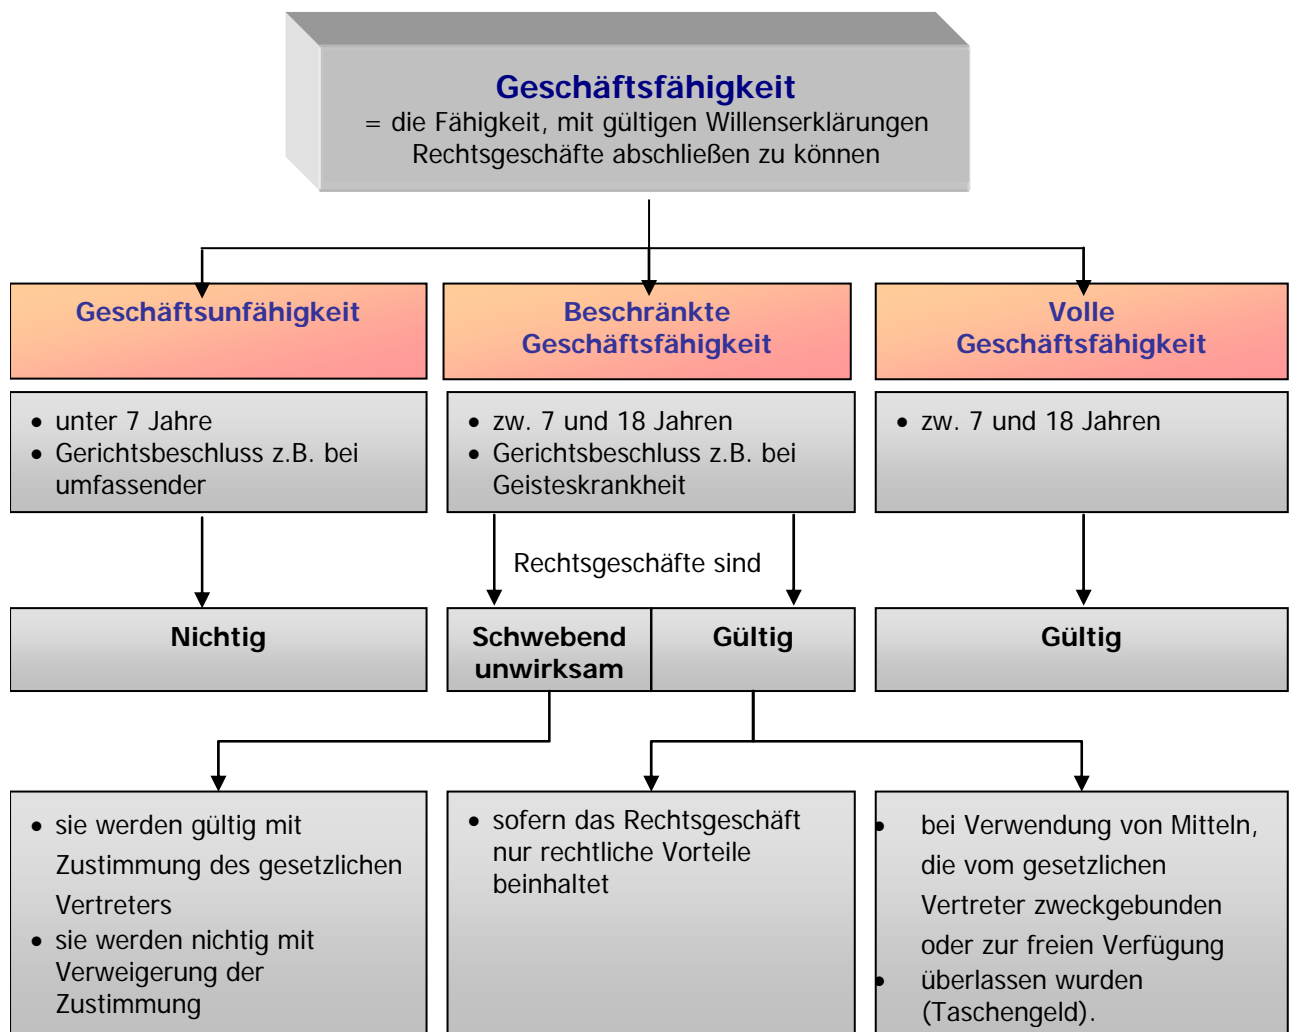 Geschäftsfähigkeit
= die Fähigkeit, mit gültigen Willenserklärungen
Rechtsgeschäfte abschließen zu können
Geschäftsunfähigkeit
Beschränkte
Geschäftsfähigkeit
Volle
Geschäftsfähigkeit
• unter 7 Jahre
• Gerichtsbeschluss z.B. bei
umfassender
• zw. 7 und 18 Jahren
• Gerichtsbeschluss z.B. bei
Geisteskrankheit
• zw. 7 und 18 Jahren
Rechtsgeschäfte sind
Nichtig
Schwebend
unwirksam
Gültig
Gültig
• sie werden gültig mit
Zustimmung des gesetzlichen
Vertreters
• sie werden nichtig mit
Verweigerung der
Zustimmung
• sofern das Rechtsgeschäft
nur rechtliche Vorteile
beinhaltet
• bei Verwendung von Mitteln,
die vom gesetzlichen
Vertreter zweckgebunden
oder zur freien Verfügung
• überlassen wurden
(Taschengeld).